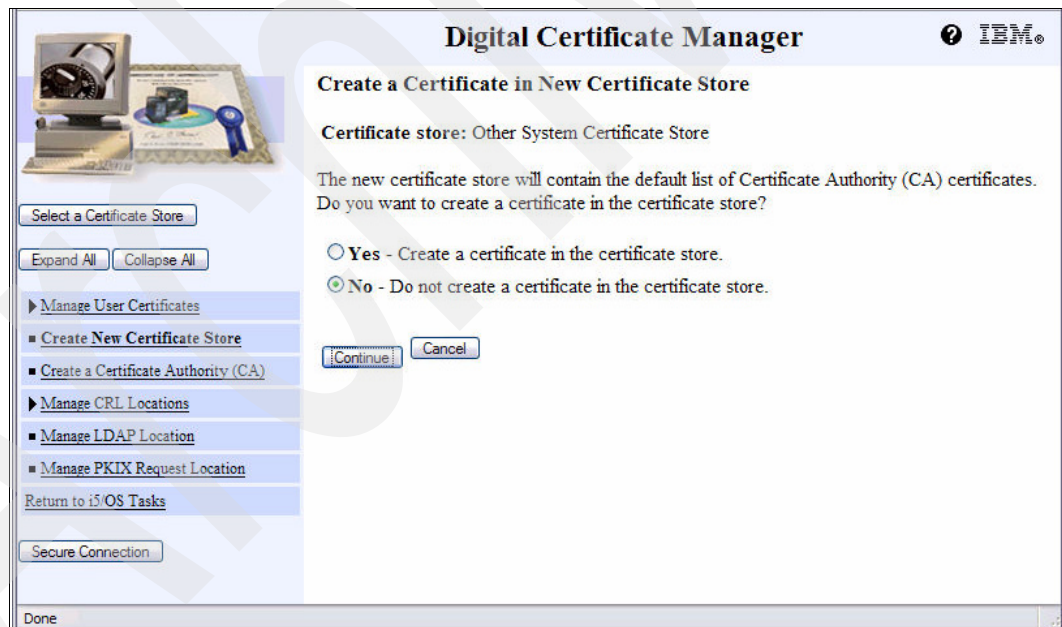 Digital Certificate Manager
IBM®
Create a Certificate in New Certificate Store
Certificate store: Other System Certificate Store
The new certificate store will contain the default list of Certificate Authority (CA) certificates.
Do you want to create a certificate in the certificate store?
Yes - Create a certificate in the certificate store.
No - Do not create a certificate in the certificate store.
Continue
Cancel
Select a Certificate Store
Expand All
Collapse All
Manage User Certificates
Create New Certificate Store
Create a Certificate Authority (CA)
Manage CRL Locations
Manage LDAP Location
Manage PKIX Request Location
Return to i5/OS Tasks
Secure Connection
Done